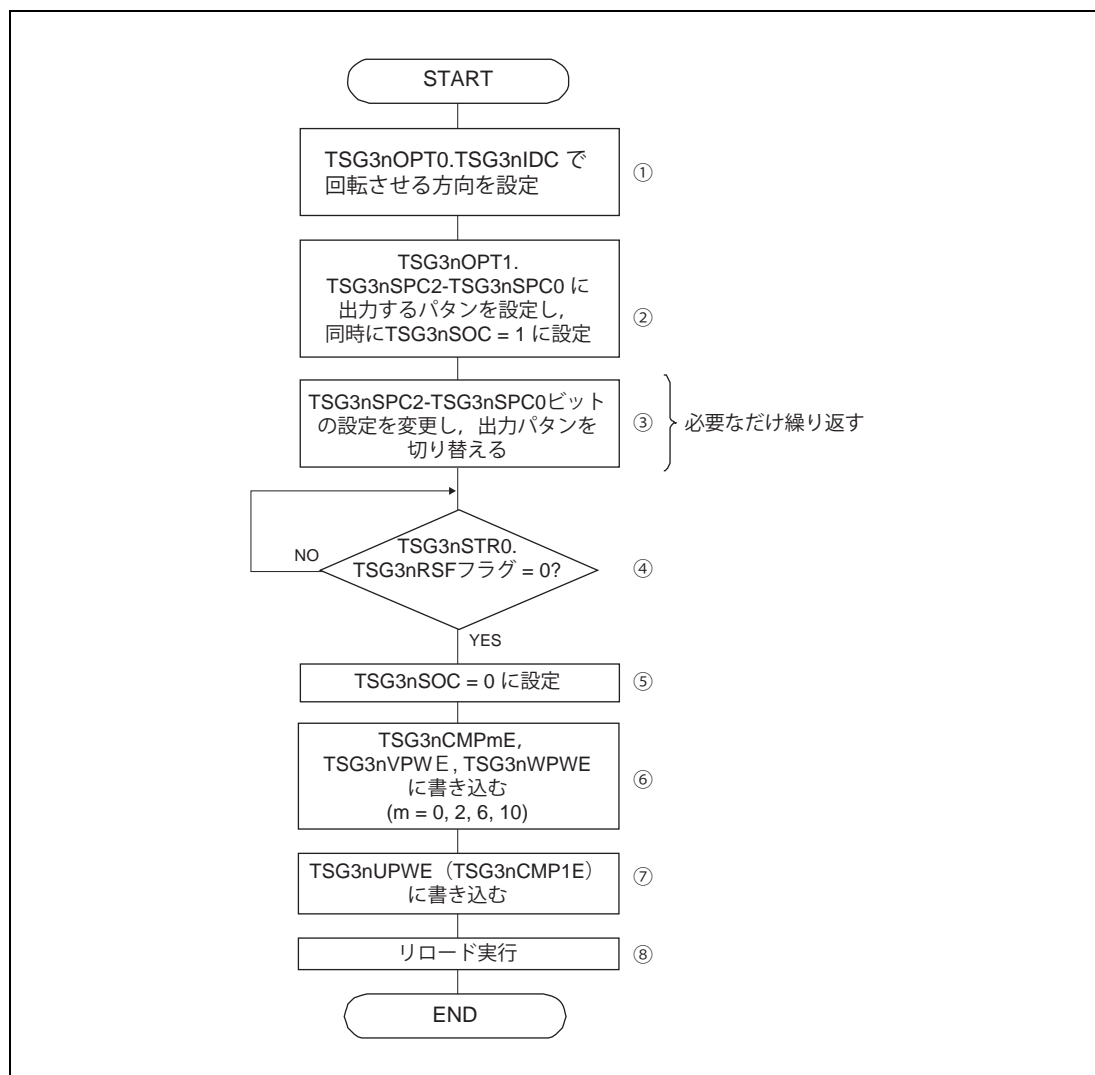 START
TSG3nOPT0.TSG3nIDC で
回転させる方向を設定
①
TSG3nOPT1.
TSG3nSPC2-TSG3nSPC0 に
出力するパタンを設定し,
同時にTSG3nSOC = 1 に設定
②
TSG3nSPC2-TSG3nSPC0ビット
の設定を変更し，出力パタンを
切り替える
③
必要なだけ繰り返す
TSG3nSTR0.
TSG3nRSFフラグ = 0?
④
NO
YES
TSG3nSOC = 0 に設定
⑤
TSG3nCMPmE,
TSG3nVPWＥ, TSG3nWPWE
に書き込む
(m = 0, 2, 6, 10)
⑥
TSG3nUPWE（TSG3nCMP1E）
に書き込む
⑦
リロード実行
⑧
END